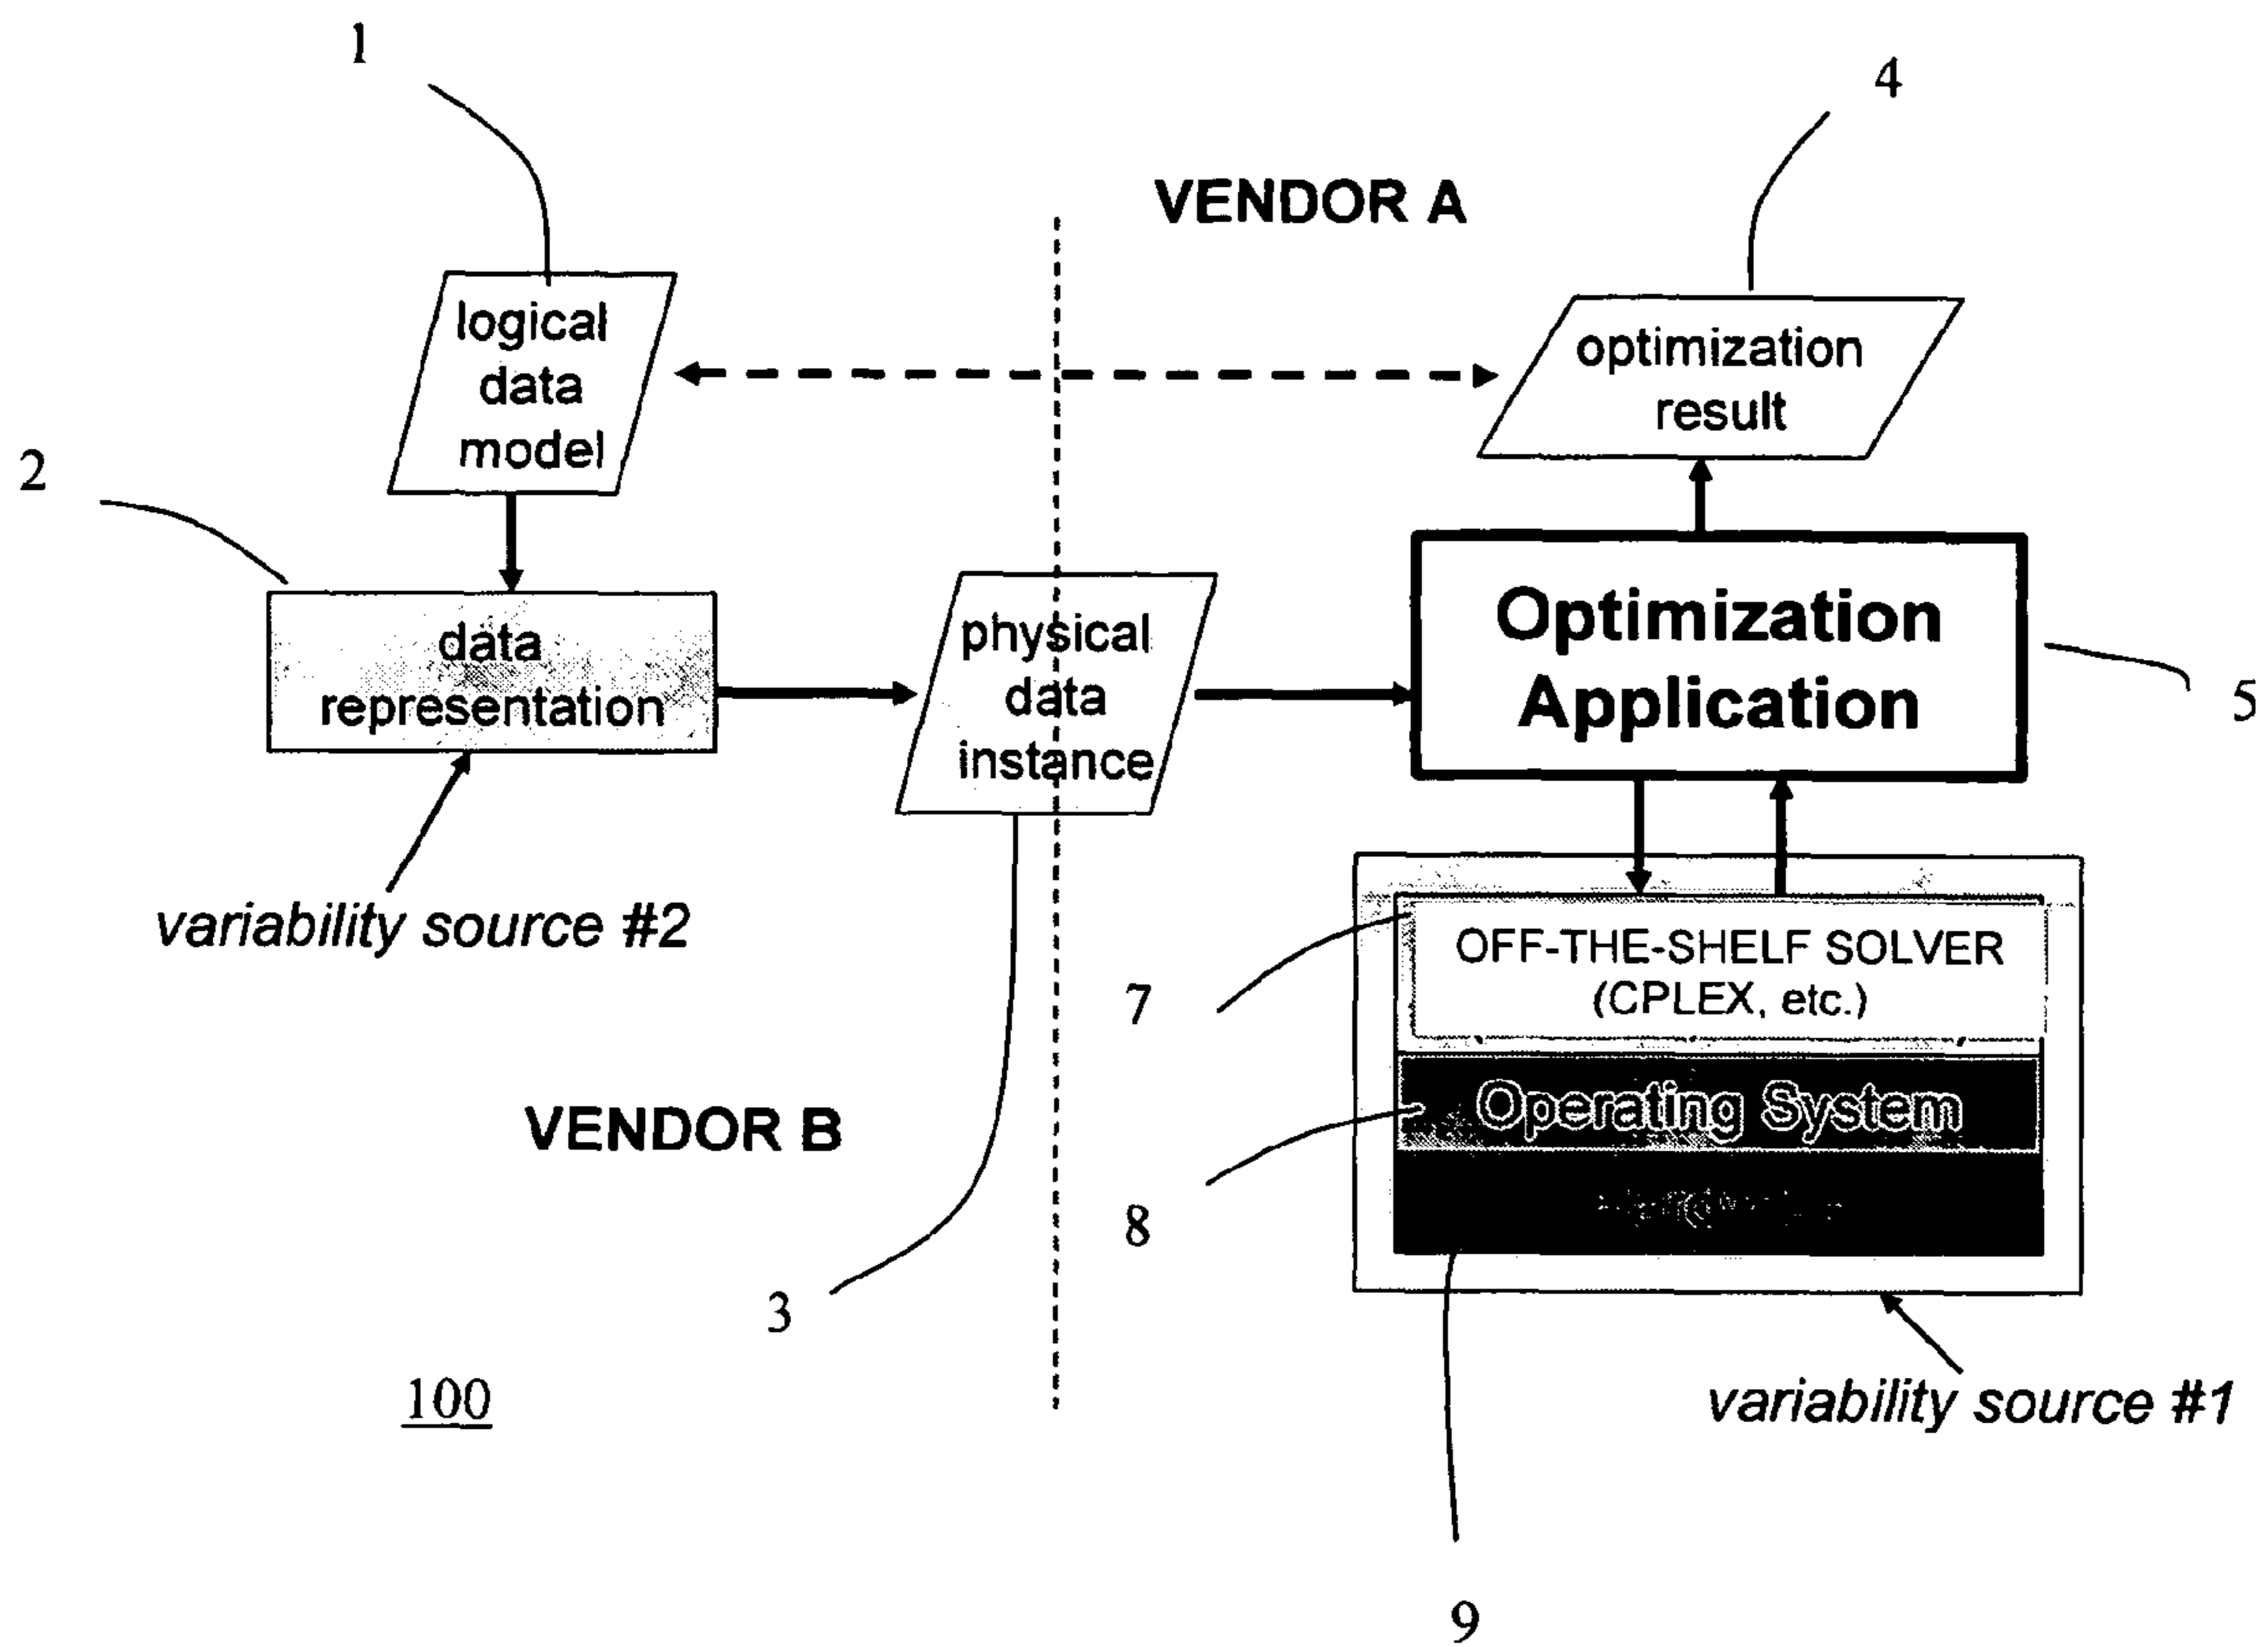 1
4
VENDOR A
logical
data
model
optimization
result
2
data
representation
physical
data
instance
Optimization
Application
5
variability source #2
7
OFF-THE-SHELF SOLVER
(CPLEX, etc.)
VENDOR B
8
Operating System
3
100
variability source #1
9